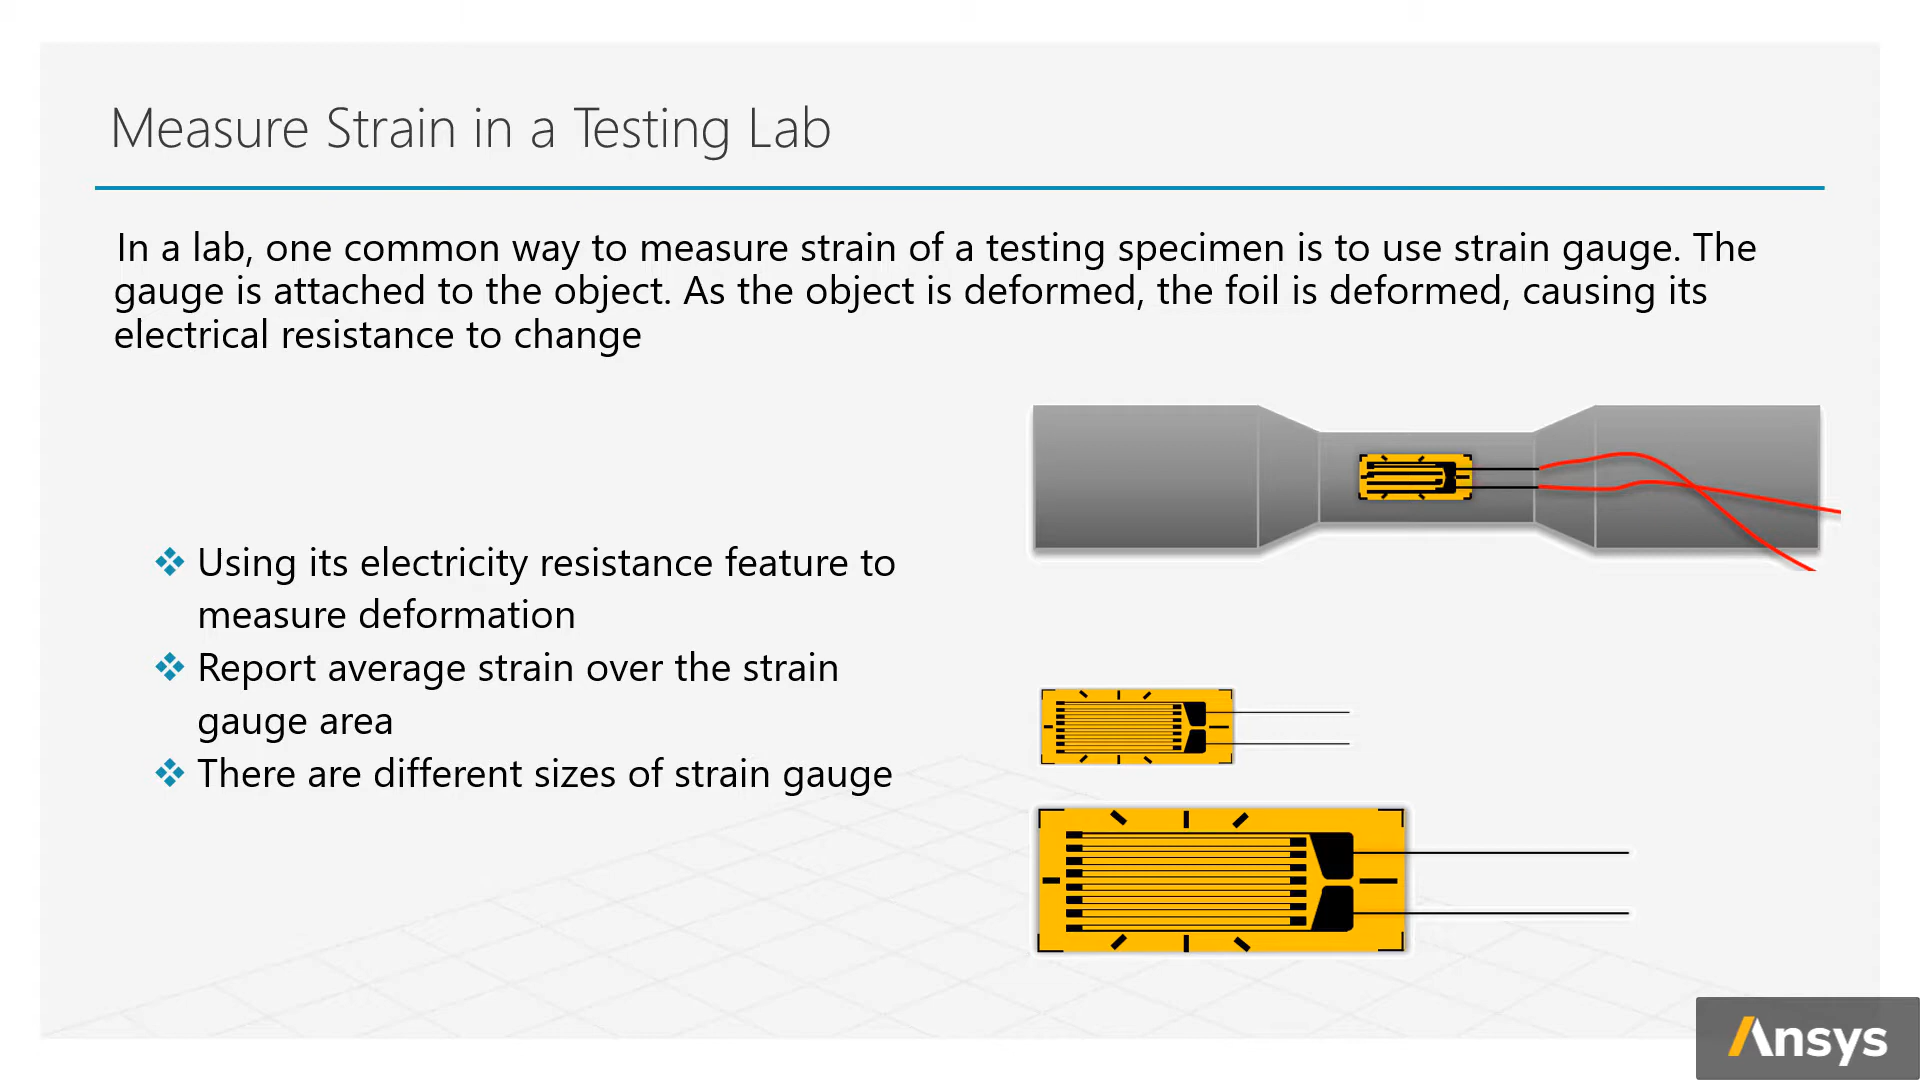 Measure Strain in a Testing Lab
In a lab, one common way to measure strain of a testing specimen is to use strain gauge. The
gauge is attached to the object. As the object is deformed, the foil is deformed, causing its
electrical resistance to change
Using its electricity resistance feature to
measure deformation
Report average strain over the strain
gauge area
There are different sizes of strain gauge
Ansys